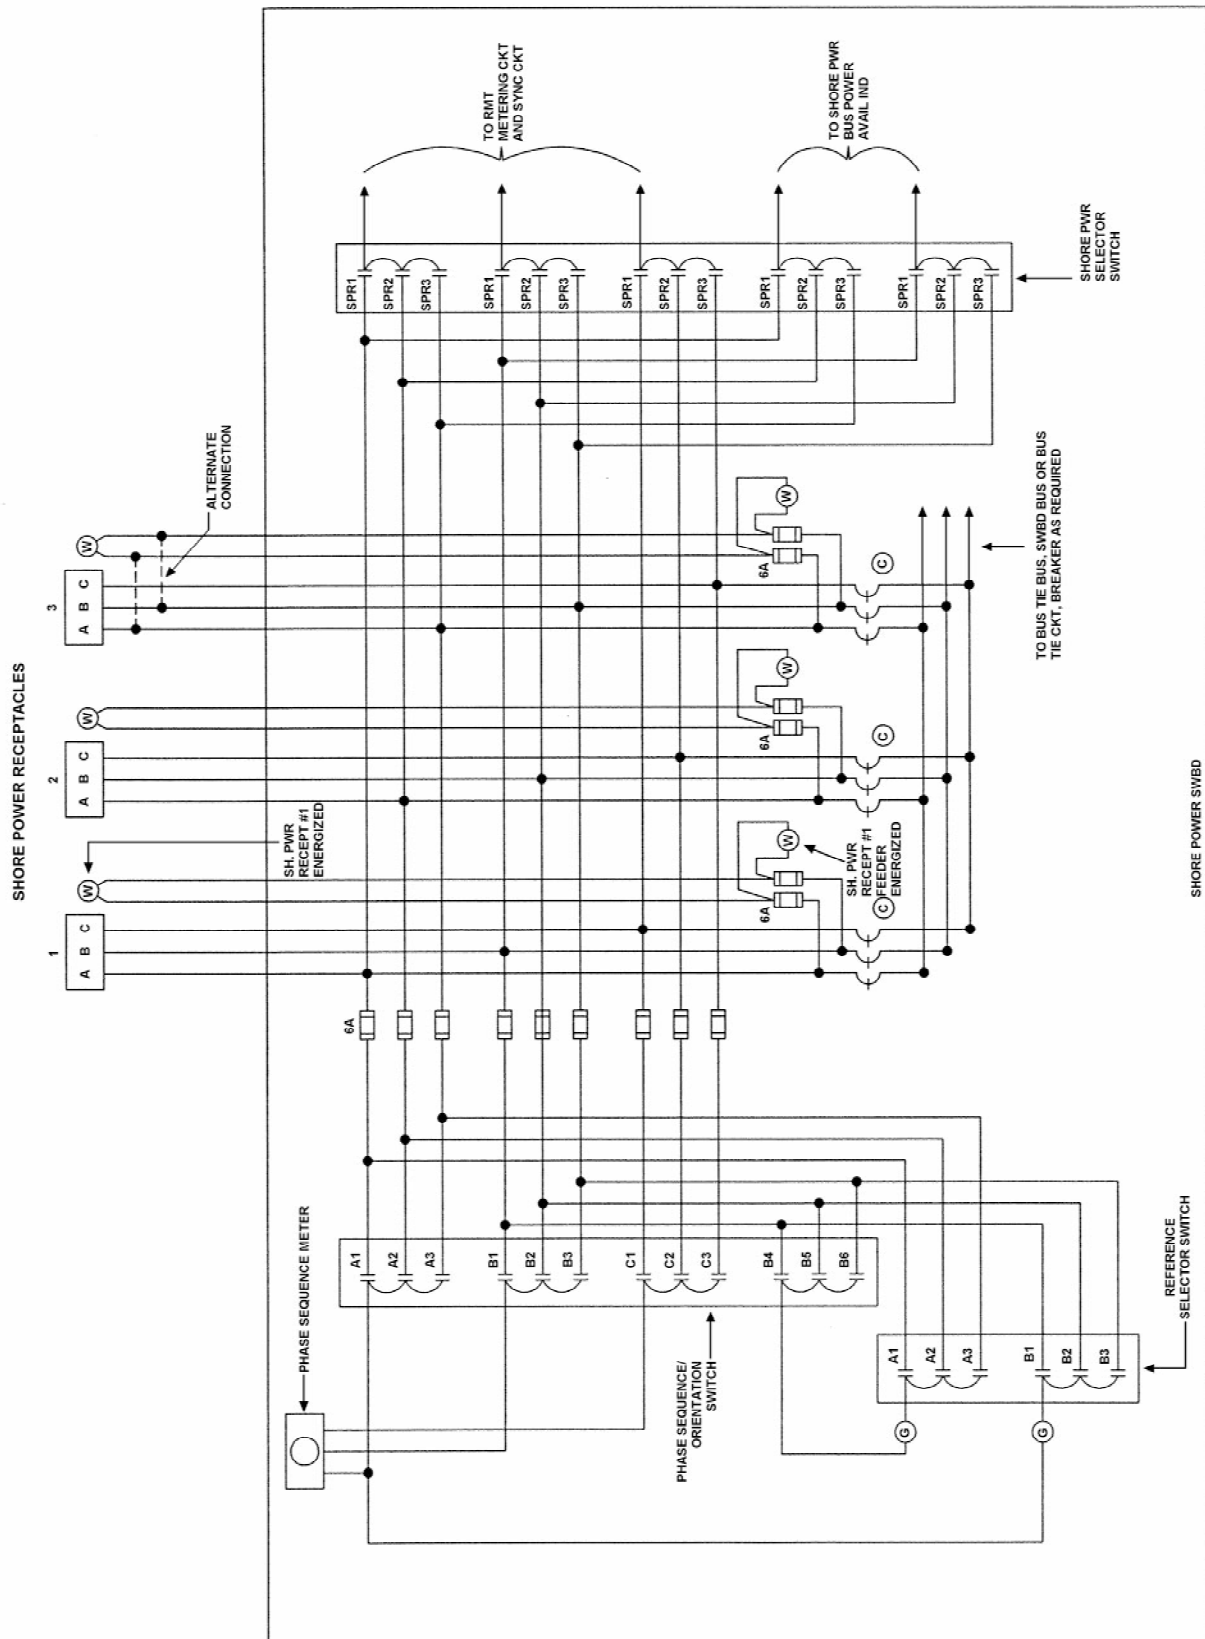 SHORE POWER RECEPTACLES
1
2
3
A B C
W
A B C
W
A B C
W
ALTERNATE
CONNECTION
SH. PWR
RECEPT #1
ENERGIZED
PHASE SEQUENCE METER
A1
A2
A3
B1
B2
B3
C1
C2
C3
B4
B5
B6
PHASE SEQUENCE/
ORIENTATION
SWITCH
6A
SPR1
SPR2
SPR3
SPR1
SPR2
SPR3
SPR1
SPR2
SPR3
SPR1
SPR2
SPR3
SPR1
SPR2
SPR3
TO RMT
METERING CKT
AND SYNC CKT
TO SHORE PWR
BUS POWER
AVAIL IND
6A
W
6A
W
6A
W
SH. PWR
RECEPT #1
FEEDER
ENERGIZED
C
C
C
A1
A2
A3
B1
B2
B3
G
G
REFERENCE
SELECTOR SWITCH
TO BUS TIE BUS, SWBD BUS OR BUS
TIE CKT, BREAKER AS REQUIRED
SHORE PWR
SELECTOR
SWITCH
SHORE POWER SWBD